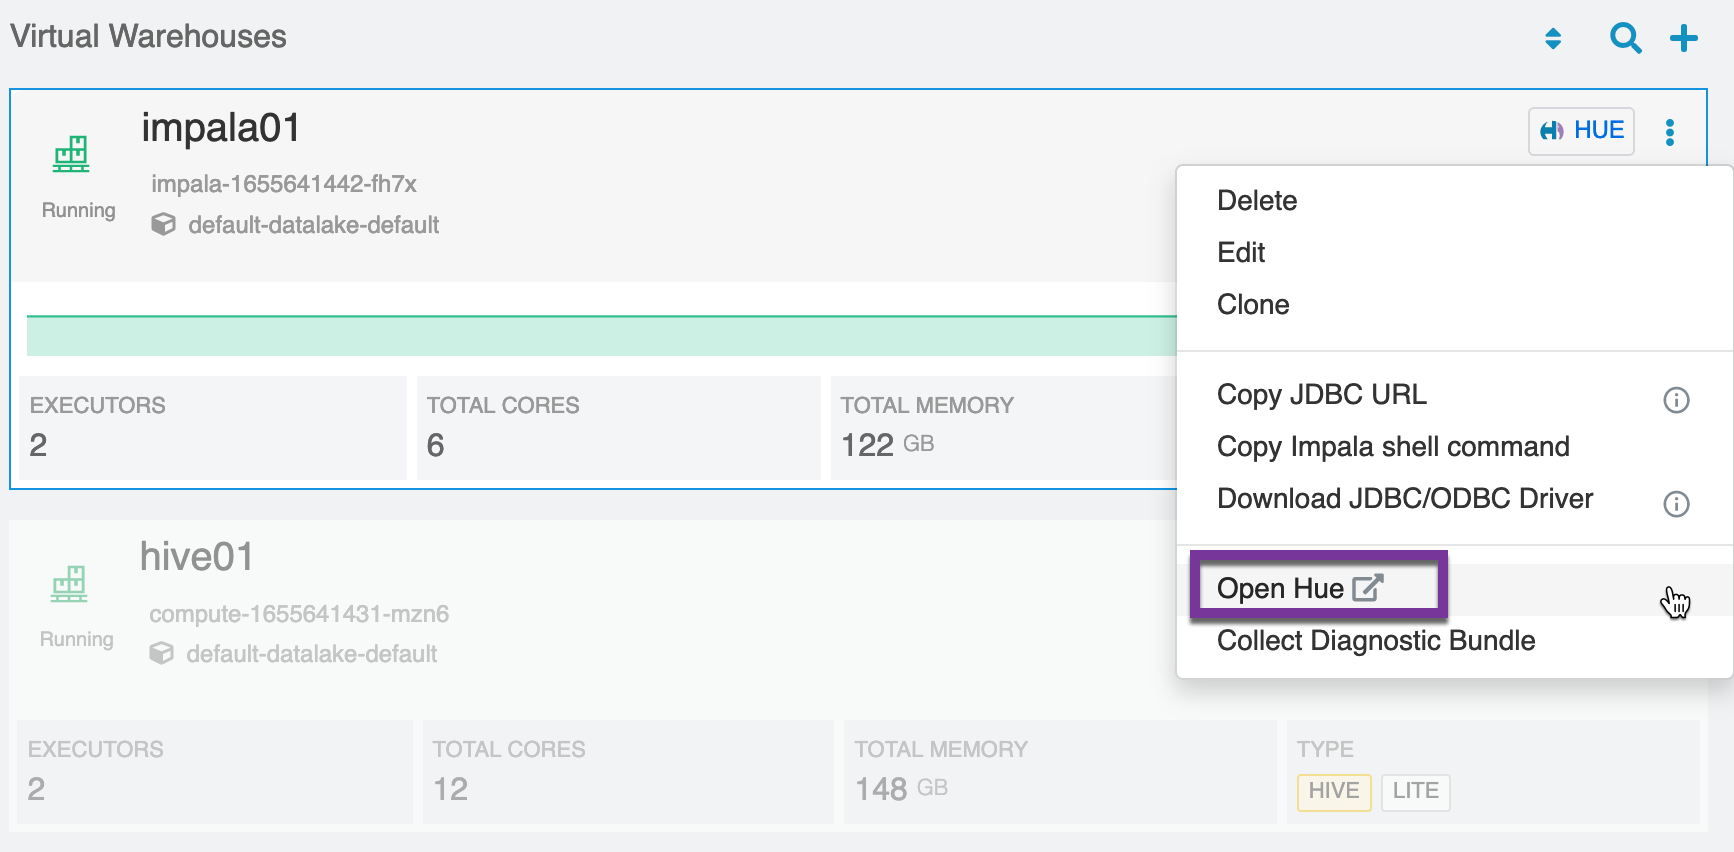 Virtual Warehouses
impala01
HUE
impala-1655641442-fh7x
Running
default-datalake-default
Delete
Edit
Clone
Copy JDBC URL
Copy Impala shell command
Download JDBC/ODBC Driver
Open Hue
Collect Diagnostic Bundle
EXECUTORS
2
TOTAL CORES
6
TOTAL MEMORY
122 GB
hive01
compute-1655641431-mzn6
Running
default-datalake-default
EXECUTORS
2
TOTAL CORES
12
TOTAL MEMORY
148 GB
TYPE
HIVE LITE